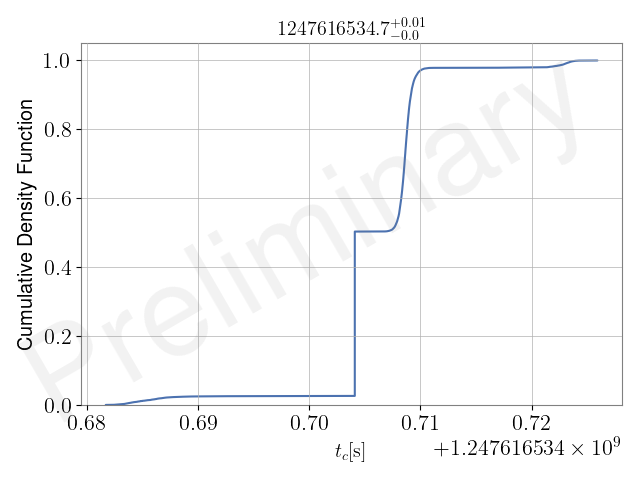 1247616534.7^{+0.01}_{-0.0}
1.0
0.8
0.6
0.4
0.2
0.0
Cumulative Density Function
Preliminary
0.68 0.69 0.70 0.71 0.72
t_c[s]
+1.247616534 × 10^9